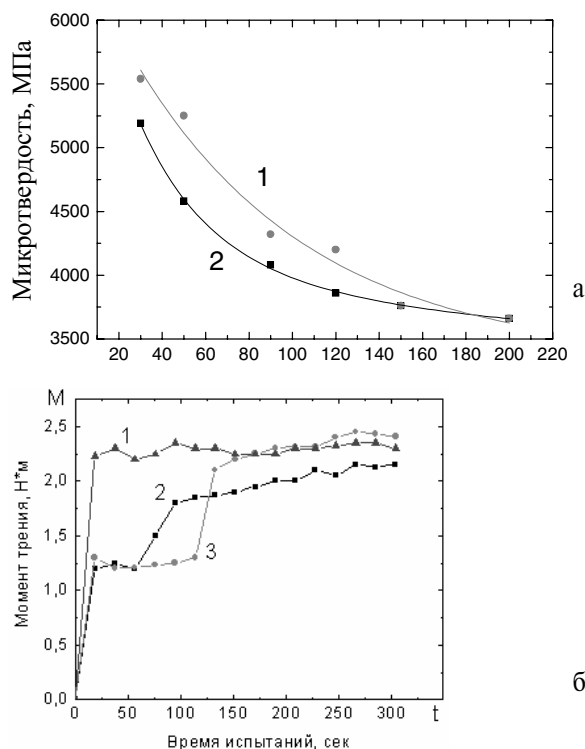 6000
5500
5000
4500
4000
3500
Микротвердость, МПа
1
2
20 40 60 80 100 120 140 160 180 200 220
а
М
2,5
2,0
1,5
1,0
0,5
0,0
Момент трения, Н*м
1
2
3
0 50 100 150 200 250 300 t
Время испытаний, сек
б